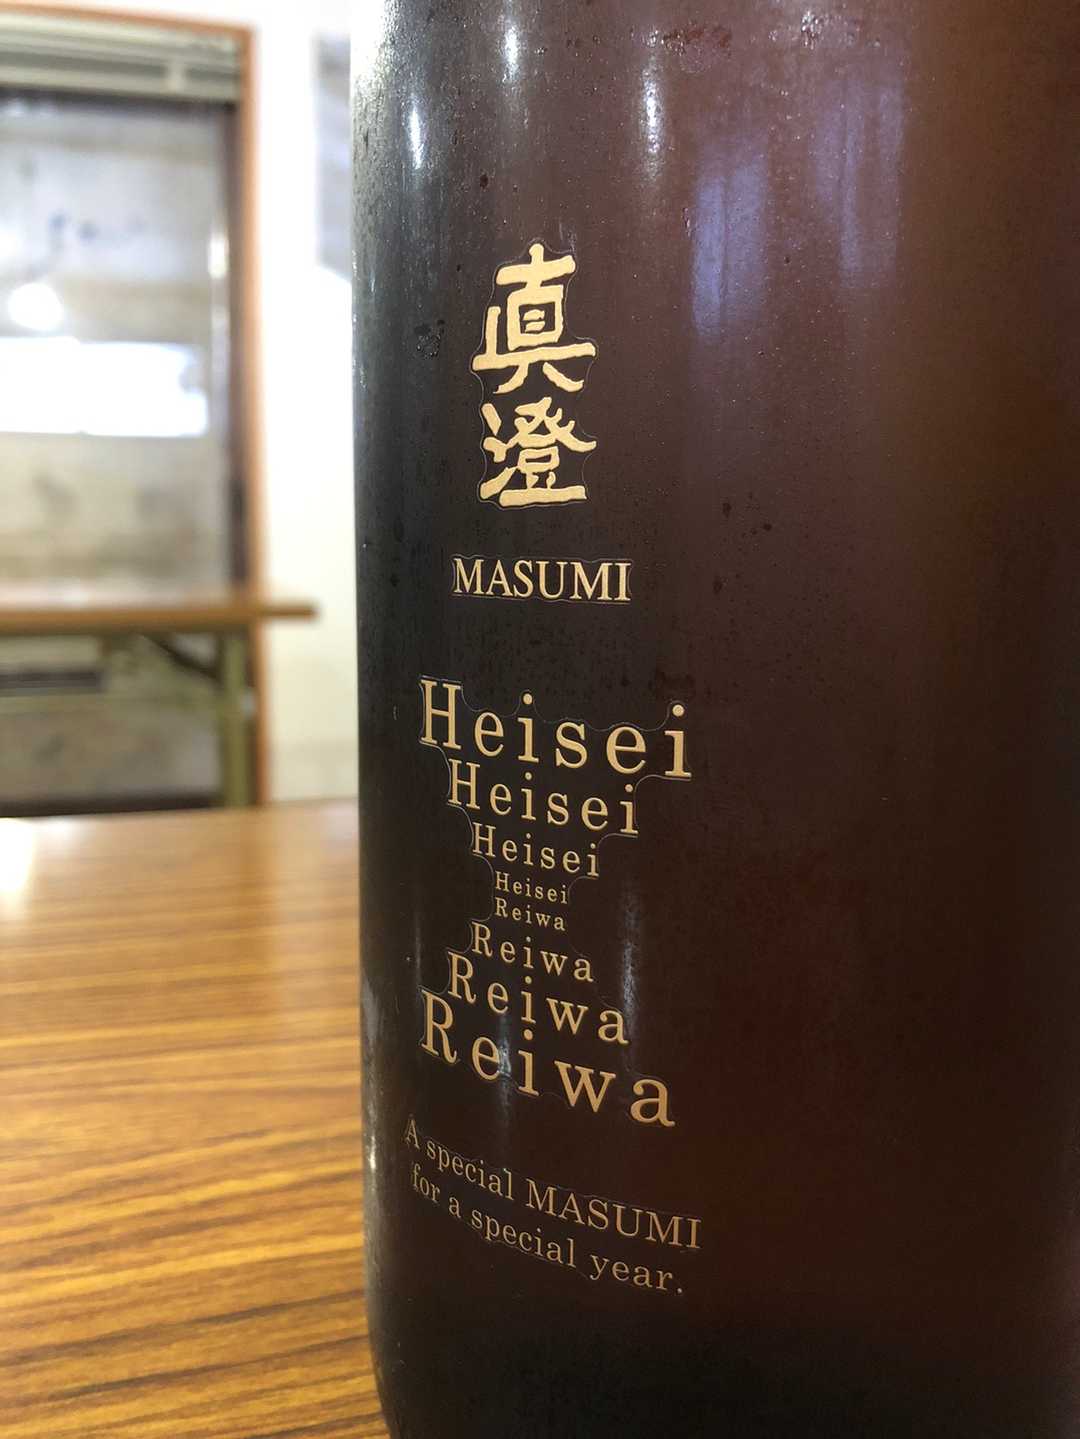 真澄
MASUMI
Heisei
Heisei
Heisei
Heisei
Reiwa
Reiwa
Reiwa
Reiwa
A special MASUMI
for a special year.